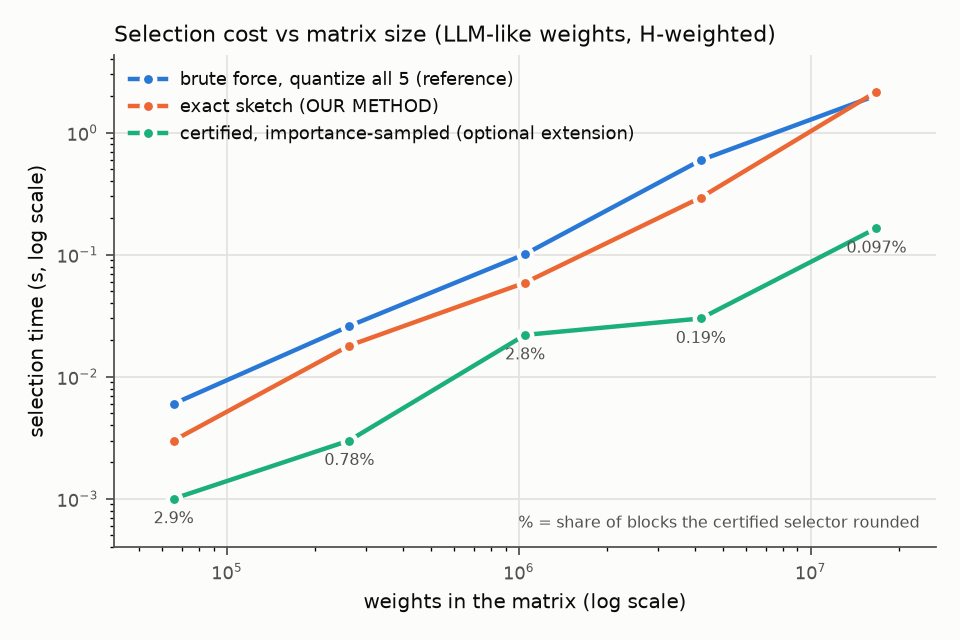 Selection cost vs matrix size (LLM-like weights, H-weighted)
brute force, quantize all 5 (reference)
exact sketch (OUR METHOD)
certified, importance-sampled (optional extension)
selection time (s, log scale)
10⁰
10⁻¹
10⁻²
10⁻³
0.097%
0.19%
2.8%
0.78%
2.9%
% = share of blocks the certified selector rounded
10⁵
10⁶
10⁷
weights in the matrix (log scale)